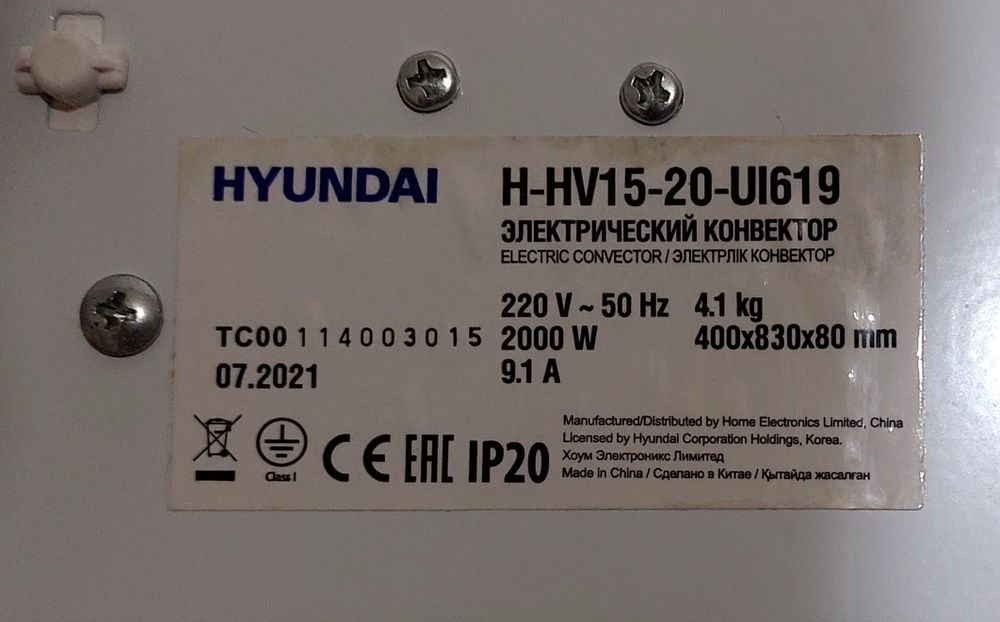 HYUNDAI
H-HV15-20-UI619
ЭЛЕКТРИЧЕСКИЙ КОНВЕКТОР
ELECTRIC CONVECTOR / ЭЛЕКТРЛІК КОНВЕКТОР
220 V ~ 50 Hz 4.1 kg
TC00114003015 2000 W 400x830x80 mm
07.2021 9.1 A
Class I
CE EAC IP20
Manufactured/Distributed by Home Electronics Limited, China
Licensed by Hyundai Corporation Holdings, Korea.
Хоум Электроникс Лимитед
Made in China / Сделано в Китае / Қытайда жасалған